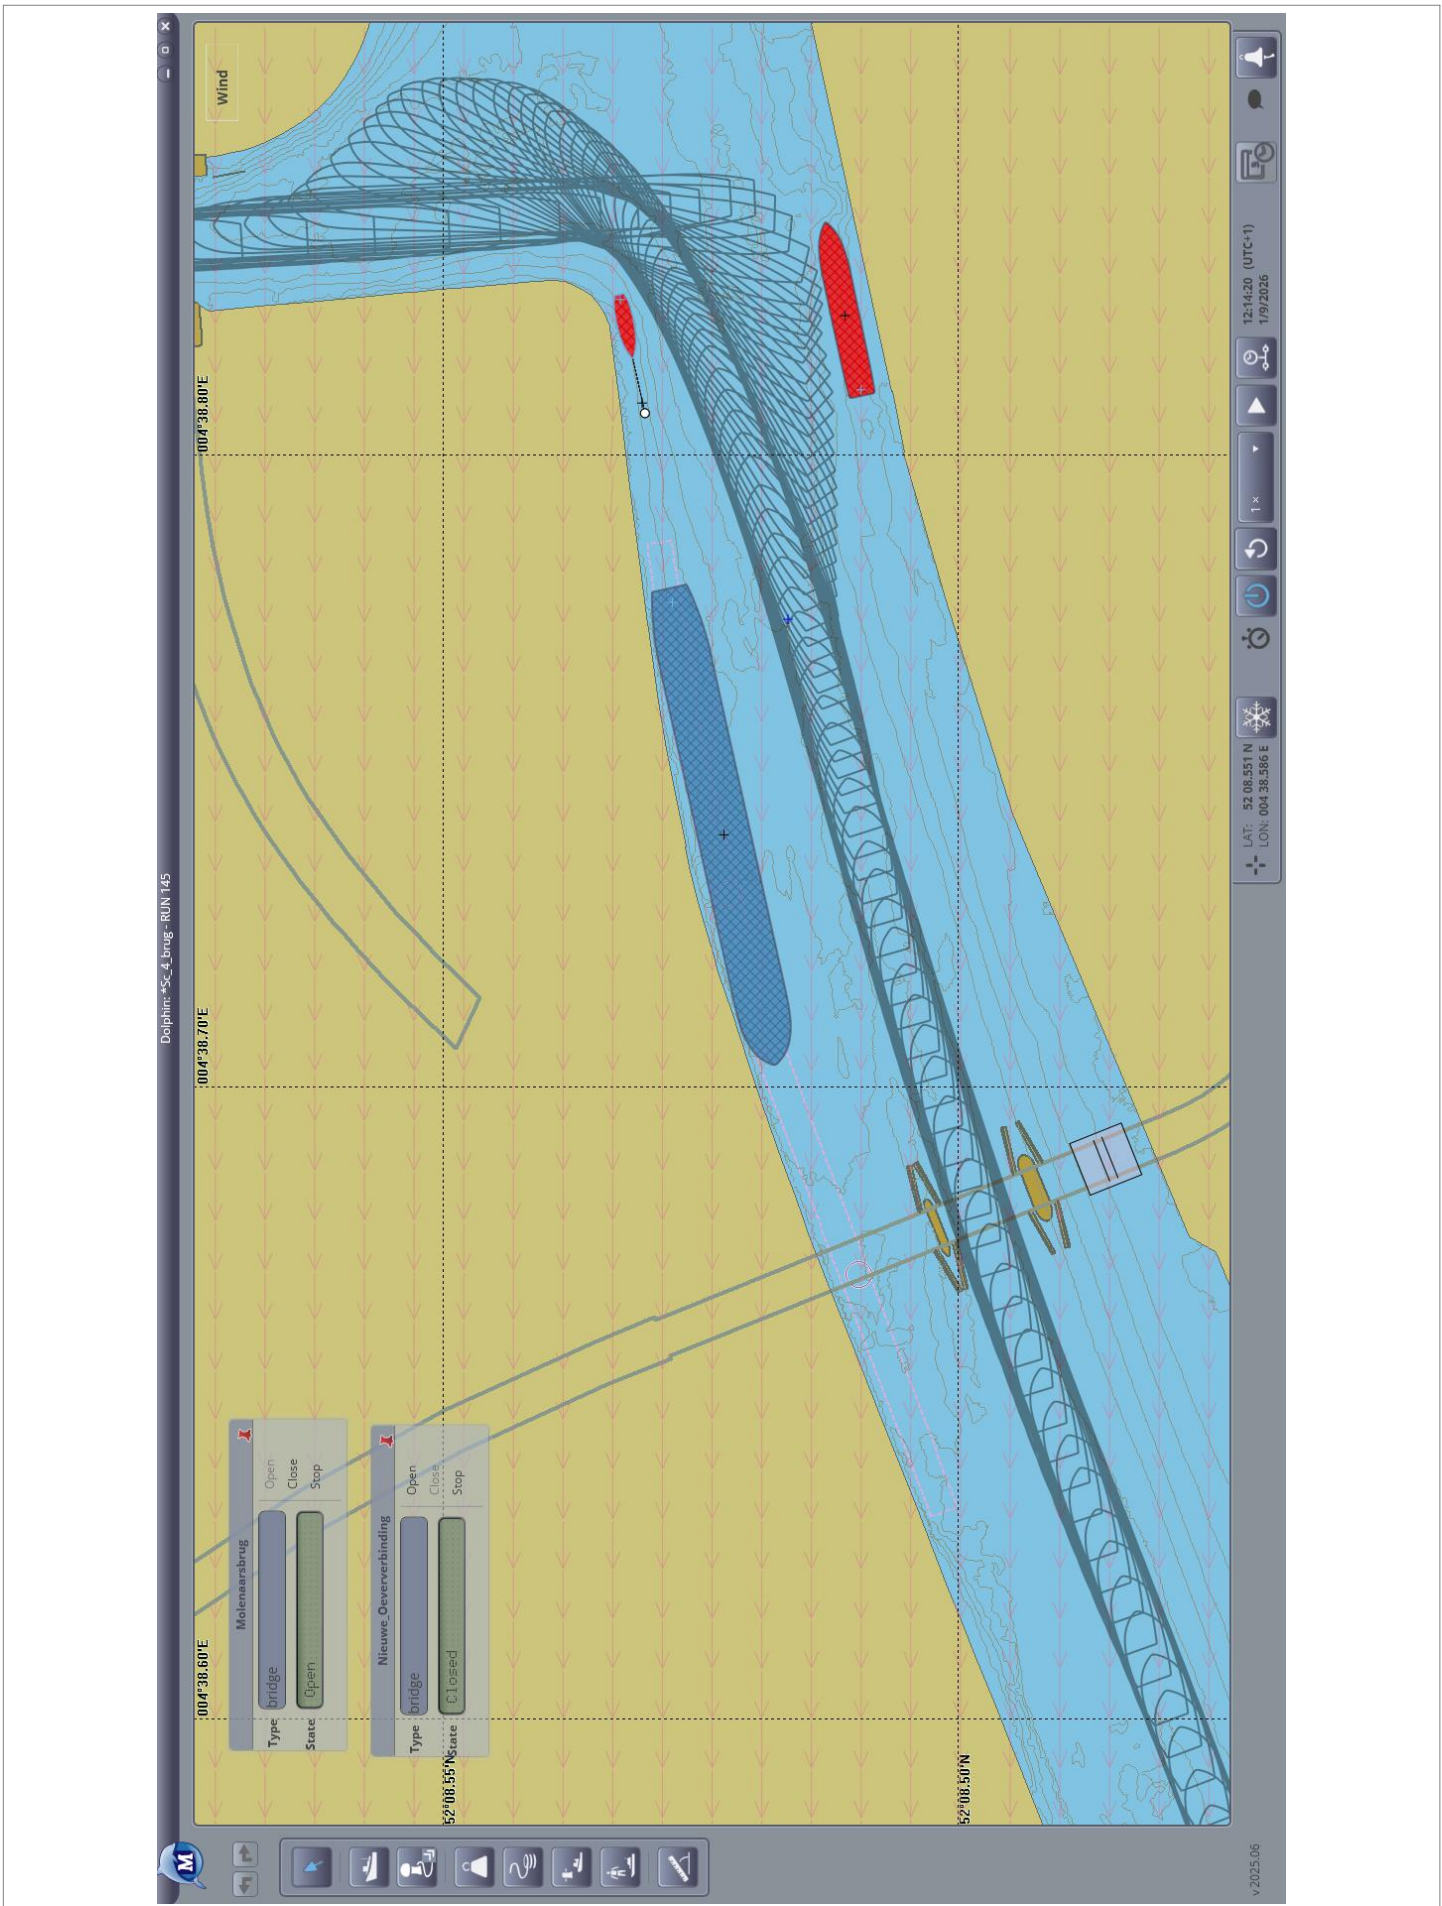 Dolphin: *Sc_4_brug - RUN 145
Wind
004°38.60'E
004°38.70'E
004°38.80'E
Molenaarsbrug
Type bridge
Open
Close
State Open
Stop
Nieuwe_Oeververbinding
Type bridge
Open
Close
State Closed
Stop
52°08.55'N
52°08.50'N
v 2025.06
LAT: 52 08.551 N
LON: 004 38.586 E
1 ×
12:14:20 (UTC+1)
1/9/2026
M